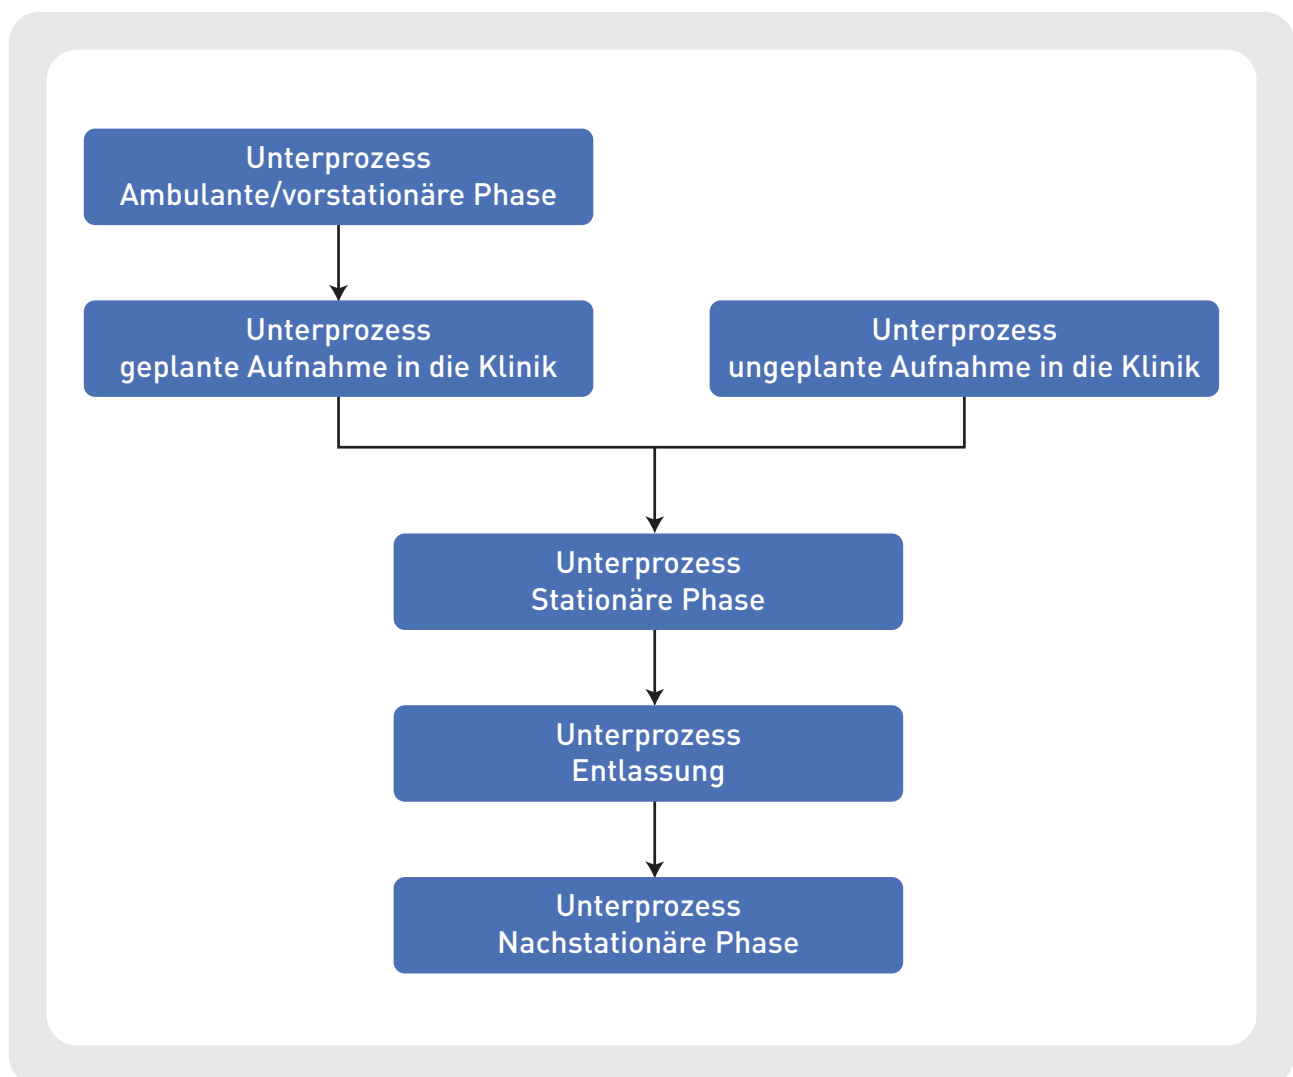 Unterprozess
Ambulante/vorstationäre Phase
Unterprozess
geplante Aufnahme in die Klinik
Unterprozess
ungeplante Aufnahme in die Klinik
Unterprozess
Stationäre Phase
Unterprozess
Entlassung
Unterprozess
Nachstationäre Phase